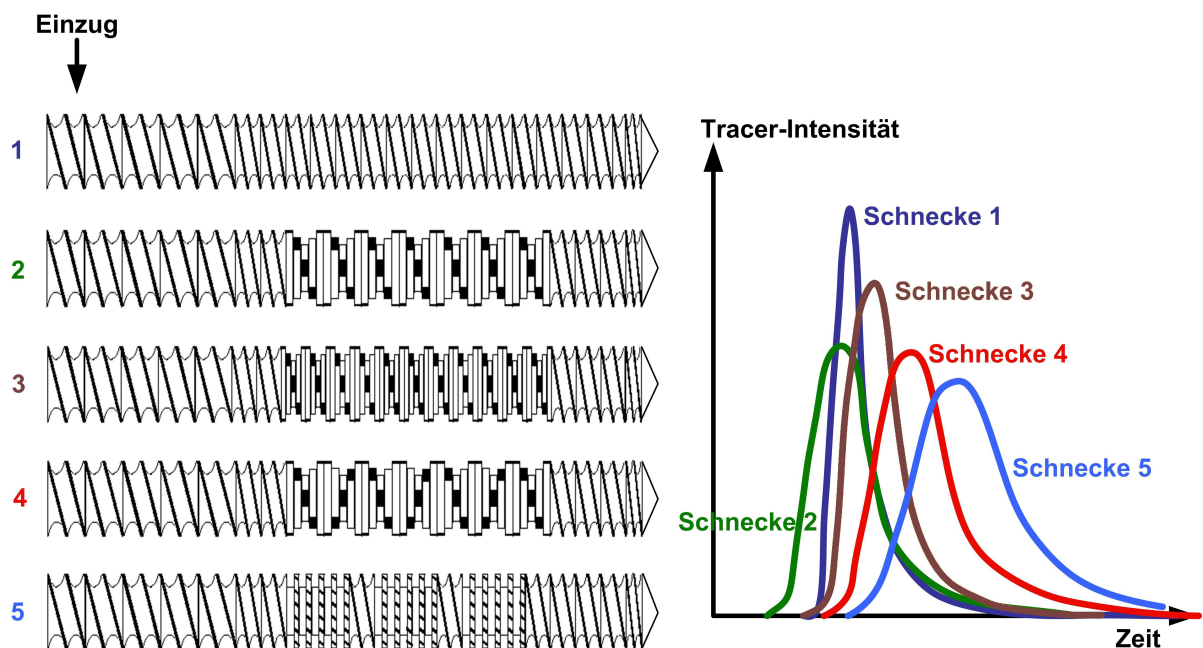 Einzug
1
2
3
4
5
Tracer-Intensität
Schnecke 1
Schnecke 3
Schnecke 4
Schnecke 5
Schnecke 2
Zeit